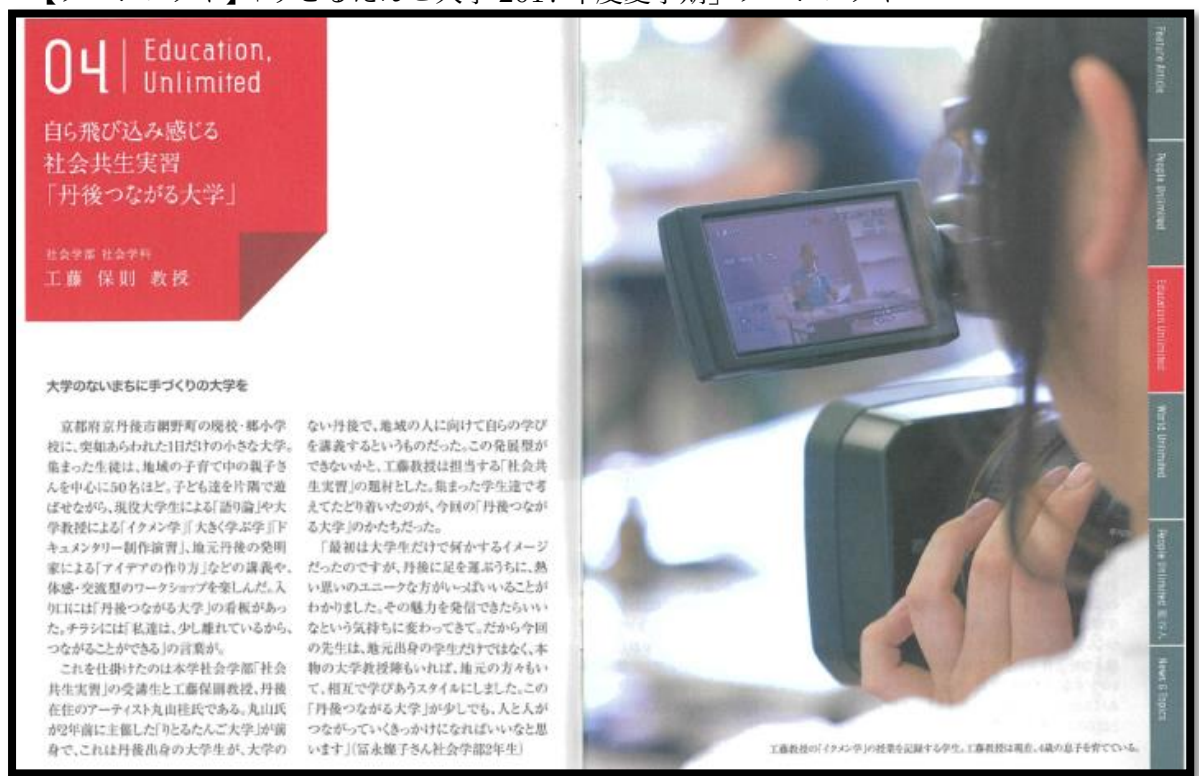 04
Education,
Unlimited
自ら飛び込み感じる
社会共生実習
「丹後つながる大学」
社会学部 社会学科
工藤 保則 教授
大学のないまちに手づくりの大学を
京都府京丹後市網野町の廃校・郷小学
校に、突如あらわれた1日だけの小さな大学。
集まった生徒は、地域の子育て中の親子さ
んを中心に50名ほど。子ども達を片隅で遊
ばせながら、現役大学生による「語り論」や大
学教授による「イクメン学」「大きく学ぶ学」「ド
キュメンタリー制作演習」、地元丹後の発明
家による「アイデアの作り方」などの講義や、
体感・交流型のワークショップを楽しんだ。入
り口には「丹後つながる大学」の看板があっ
た。チラシには「私達は、少し離れているから、
つながることができる」の言葉が。
これを仕掛けたのは本学社会学部「社会
共生実習」の受講生と工藤保則教授、丹後
在住のアーティスト丸山桂氏である。丸山氏
が2年前に主催した「りとるたんご大学」が前
身で、これは丹後出身の大学生が、大学の
ない丹後で、地域の人に向けて自らの学び
を講義するというものだった。この発展型が
できないかと、工藤教授は担当する「社会共
生実習」の題材とした。集まった学生達で考
えてたどり着いたのが、今回の「丹後つなが
る大学」のかたちだった。
「最初は大学生だけで何かするイメージ
だったのですが、丹後に足を運ぶうちに、熱
い思いのユニークな方がいっぱいいることが
わかりました。その魅力を発信できたらいい
なという気持ちに変わってきて。だから今回
の先生は、地元出身の学生だけではなく、本
物の大学教授陣もいれば、地元の方々もい
て、相互で学びあうスタイルにしました。この
「丹後つながる大学」が少しでも、人と人が
つながっていくきっかけになればいいなと思
います」(冨永燦子さん社会学部2年生)
工藤教授の「イクメン学」の授業を記録する学生。工藤教授は現在、4歳の息子を育てている。
Feature Article
People Unlimited
Education Unlimited
World Unlimited
People Unlimited
News & Topics